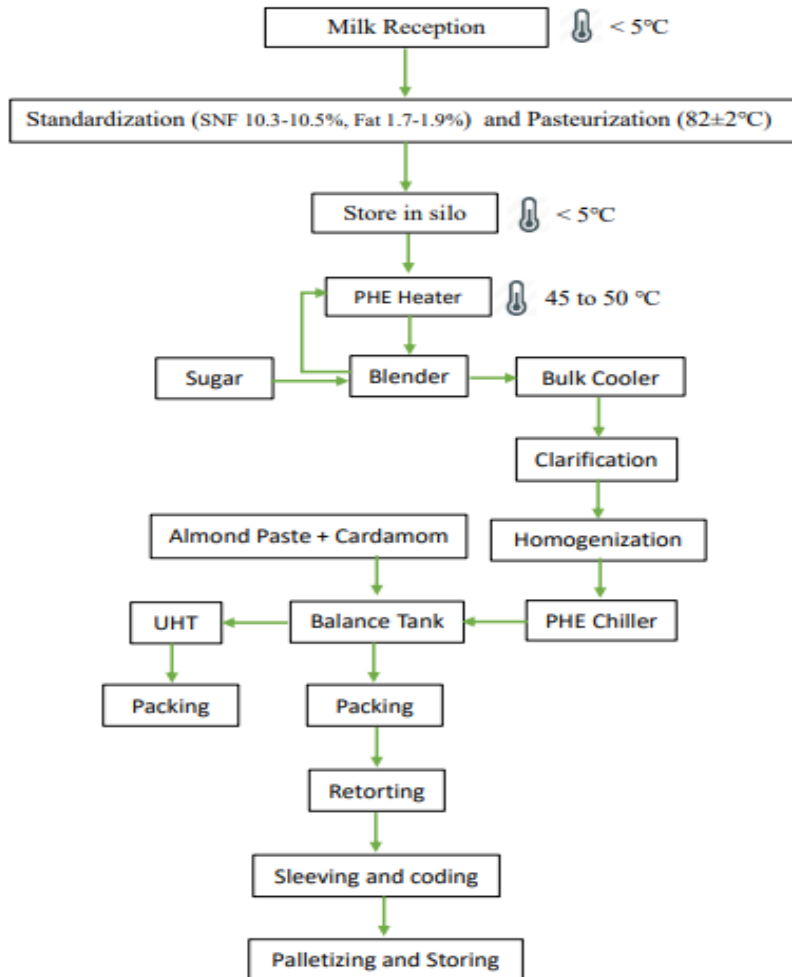 Milk Reception
< 5℃
Standardization (SNF 10.3-10.5%, Fat 1.7-1.9%) and Pasteurization (82±2℃)
Store in silo
< 5℃
PHE Heater
45 to 50 ℃
Sugar
Blender
Bulk Cooler
Clarification
Almond Paste + Cardamom
Homogenization
UHT
Balance Tank
PHE Chiller
Packing
Packing
Retorting
Sleeving and coding
Palletizing and Storing